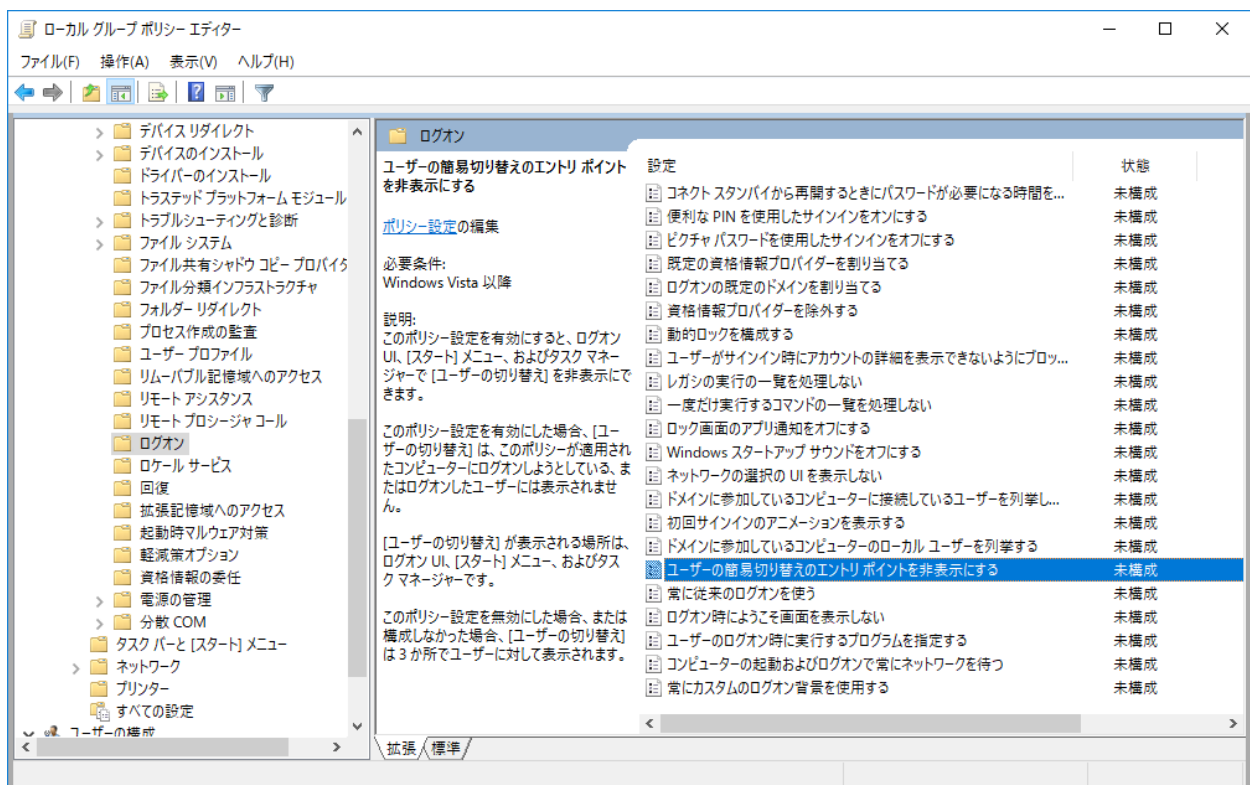 ローカル グループ ポリシー エディター
ファイル(F) 操作(A) 表示(V) ヘルプ(H)
デバイス リダイレクト
デバイスのインストール
ドライバーのインストール
トラステッド プラットフォーム モジュール
トラブルシューティングと診断
ファイル システム
ファイル共有シャドウ コピー プロバイダ
ファイル分類インフラストラクチャ
フォルダー リダイレクト
プロセス作成の監査
ユーザー プロファイル
リムーバブル記憶域へのアクセス
リモート アシスタンス
リモート プロシージャ コール
ログオン
ロケール サービス
回復
拡張記憶域へのアクセス
起動時マルウェア対策
軽減策オプション
資格情報の委任
電源の管理
分散 COM
タスク バーと [スタート] メニュー
ネットワーク
プリンター
すべての設定
ユーザーの構成
ログオン
ユーザーの簡易切り替えのエントリ ポイント
を非表示にする
ポリシー設定の編集
必要条件:
Windows Vista 以降
説明:
このポリシー設定を有効にすると、ログオン
UI、[スタート] メニュー、およびタスク マネー
ジャーで [ユーザーの切り替え] を非表示にで
きます。
このポリシー設定を有効にした場合、[ユー
ザーの切り替え] は、このポリシーが適用され
たコンピューターにログオンしようとしている、ま
たはログオンしたユーザーには表示されませ
ん。
[ユーザーの切り替え] が表示される場所は、
ログオン UI、[スタート] メニュー、およびタス
ク マネージャーです。
このポリシー設定を無効にした場合、または
構成しなかった場合、[ユーザーの切り替え]
は 3 か所でユーザーに対して表示されます。
設定 状態
コネクト スタンバイから再開するときにパスワードが必要になる時間を... 未構成
便利な PIN を使用したサインインをオンにする 未構成
ピクチャ パスワードを使用したサインインをオフにする 未構成
既定の資格情報プロバイダーを割り当てる 未構成
ログオンの既定のドメインを割り当てる 未構成
資格情報プロバイダーを除外する 未構成
動的ロックを構成する 未構成
ユーザーがサインイン時にアカウントの詳細を表示できないようにブロッ... 未構成
レガシの実行の一覧を処理しない 未構成
一度だけ実行するコマンドの一覧を処理しない 未構成
ロック画面のアプリ通知をオフにする 未構成
Windows スタートアップ サウンドをオフにする 未構成
ネットワークの選択の UI を表示しない 未構成
ドメインに参加しているコンピューターに接続しているユーザーを列挙し... 未構成
初回サインインのアニメーションを表示する 未構成
ドメインに参加しているコンピューターのローカル ユーザーを列挙する 未構成
ユーザーの簡易切り替えのエントリ ポイントを非表示にする 未構成
常に従来のログオンを使う 未構成
ログオン時にようこそ画面を表示しない 未構成
ユーザーのログオン時に実行するプログラムを指定する 未構成
コンピューターの起動およびログオンで常にネットワークを待つ 未構成
常にカスタムのログオン背景を使用する 未構成
拡張 標準